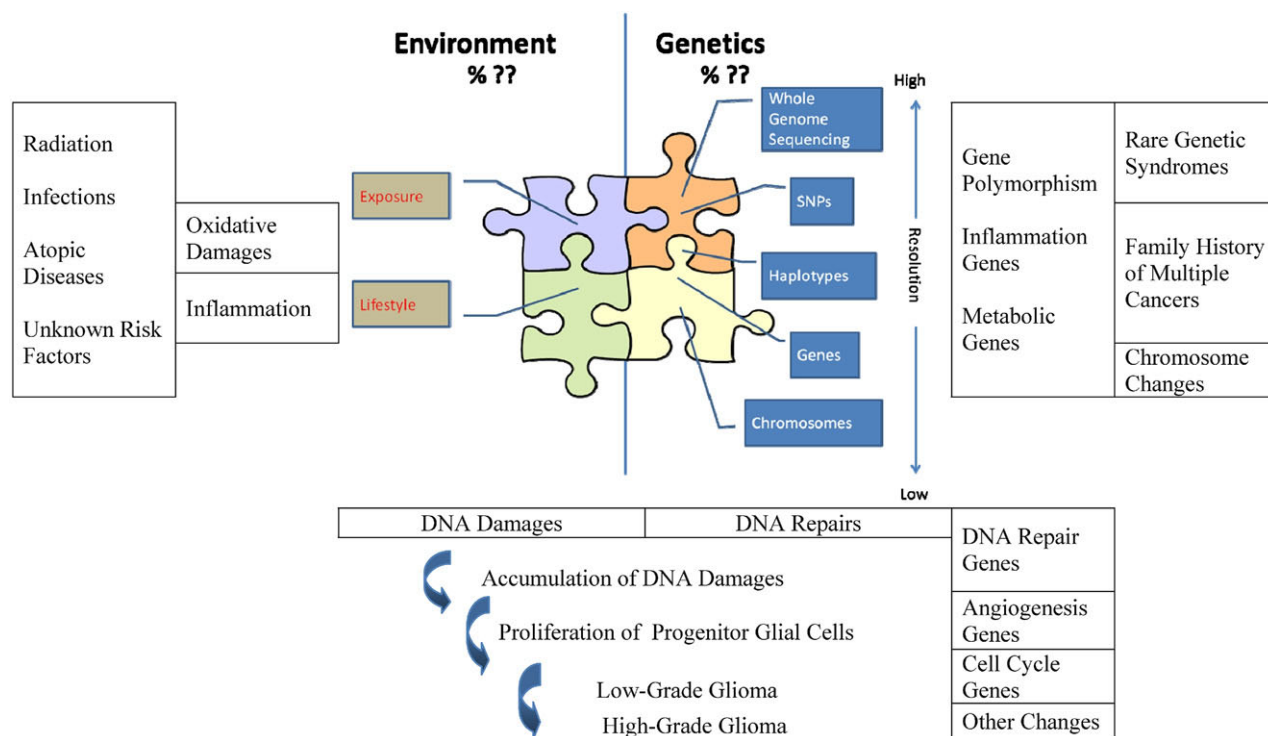 Environment
% ??
Genetics
% ??
Radiation
Infections
Atopic
Diseases
Unknown Risk
Factors
Oxidative
Damages
Inflammation
Exposure
Lifestyle
Whole
Genome
Sequencing
SNPs
Haplotypes
Genes
Chromosomes
High
Resolution
Low
Gene
Polymorphism
Inflammation
Genes
Metabolic
Genes
Rare Genetic
Syndromes
Family History
of Multiple
Cancers
Chromosome
Changes
DNA Damages
DNA Repairs
Accumulation of DNA Damages
Proliferation of Progenitor Glial Cells
Low-Grade Glioma
High-Grade Glioma
DNA Repair
Genes
Angiogenesis
Genes
Cell Cycle
Genes
Other Changes